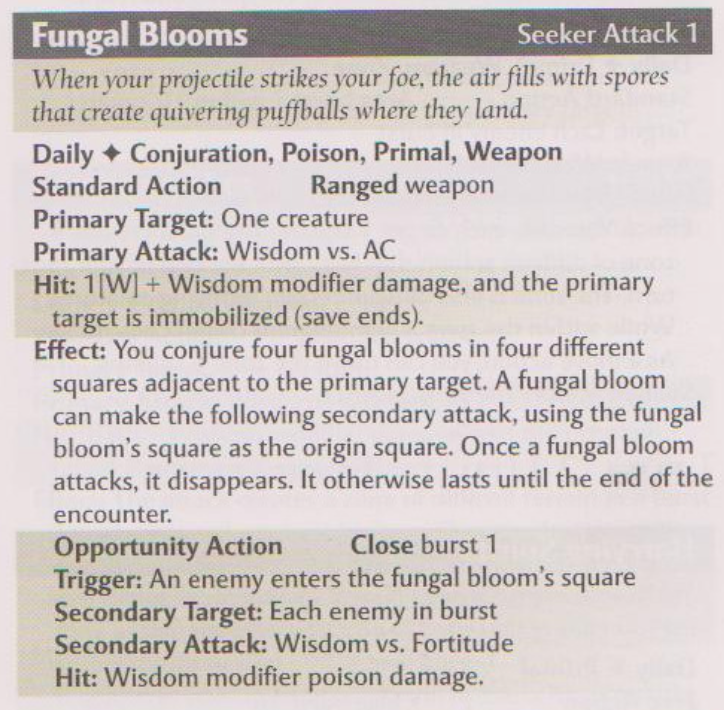 Fungal Blooms Seeker Attack 1
When your projectile strikes your foe, the air fills with spores
that create quivering puffballs where they land.
Daily ✦ Conjuration, Poison, Primal, Weapon
Standard Action Ranged weapon
Primary Target: One creature
Primary Attack: Wisdom vs. AC
Hit: 1[W] + Wisdom modifier damage, and the primary
target is immobilized (save ends).
Effect: You conjure four fungal blooms in four different
squares adjacent to the primary target. A fungal bloom
can make the following secondary attack, using the fungal
bloom's square as the origin square. Once a fungal bloom
attacks, it disappears. It otherwise lasts until the end of the
encounter.
Opportunity Action Close burst 1
Trigger: An enemy enters the fungal bloom's square
Secondary Target: Each enemy in burst
Secondary Attack: Wisdom vs. Fortitude
Hit: Wisdom modifier poison damage.